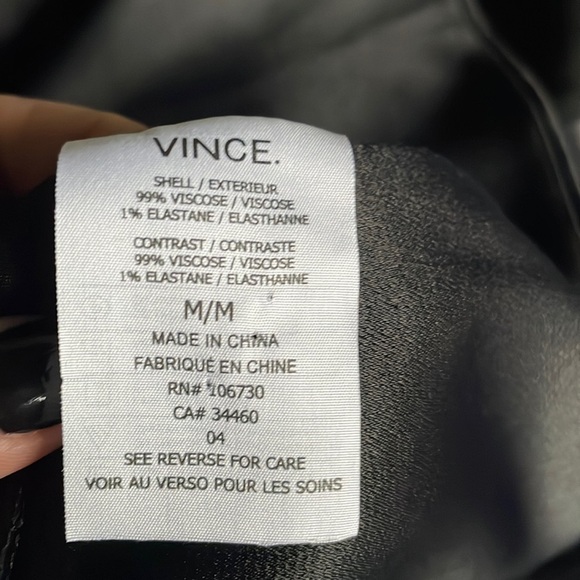 VINCE.
SHELL / EXTERIEUR
99% VISCOSE / VISCOSE
1% ELASTANE / ELASTHANNE
CONTRAST / CONTRASTE
99% VISCOSE / VISCOSE
1% ELASTANE / ELASTHANNE
M/M
MADE IN CHINA
FABRIQUÉ EN CHINE
RN# 106730
CA# 34460
04
SEE REVERSE FOR CARE
VOIR AU VERSO POUR LES SOINS